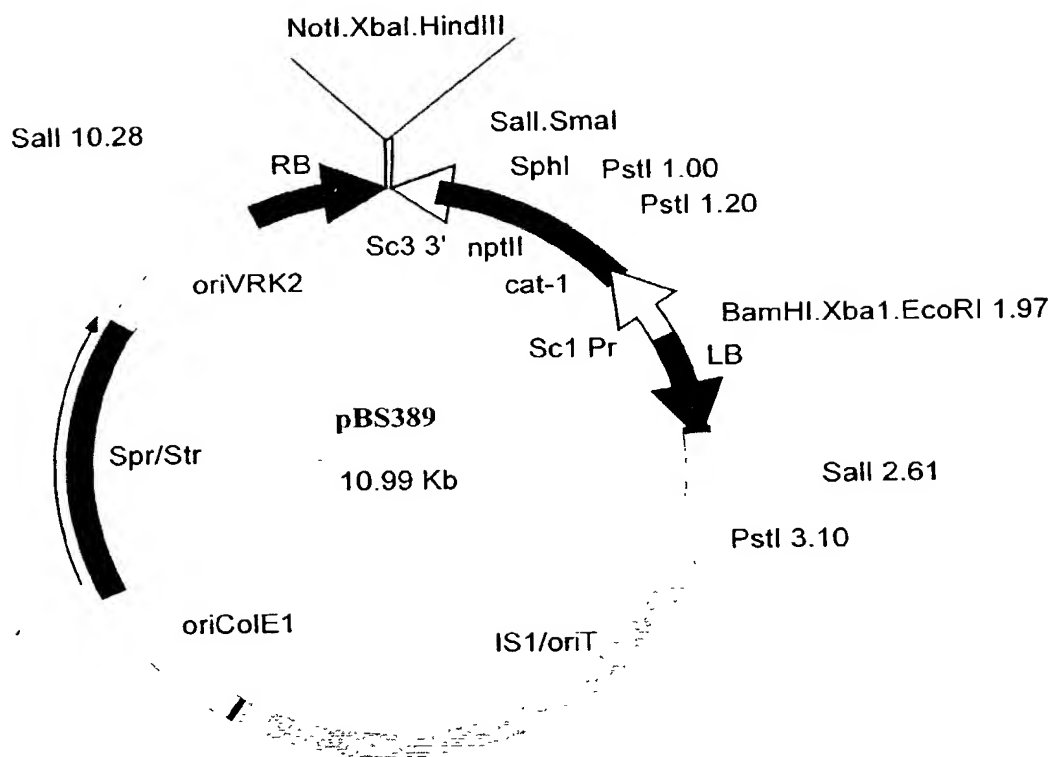 NotI.XbaI.HindIII
SalI 10.28
SalI.SmaI
RB
SphI
PstI 1.00
PstI 1.20
Sc3 3'
nptII
oriVRK2
cat-1
BamHI.Xba1.EcoRI 1.97
Sc1 Pr
LB
pBS389
Spr/Str
10.99 Kb
SalI 2.61
PstI 3.10
oriColE1
IS1/oriT